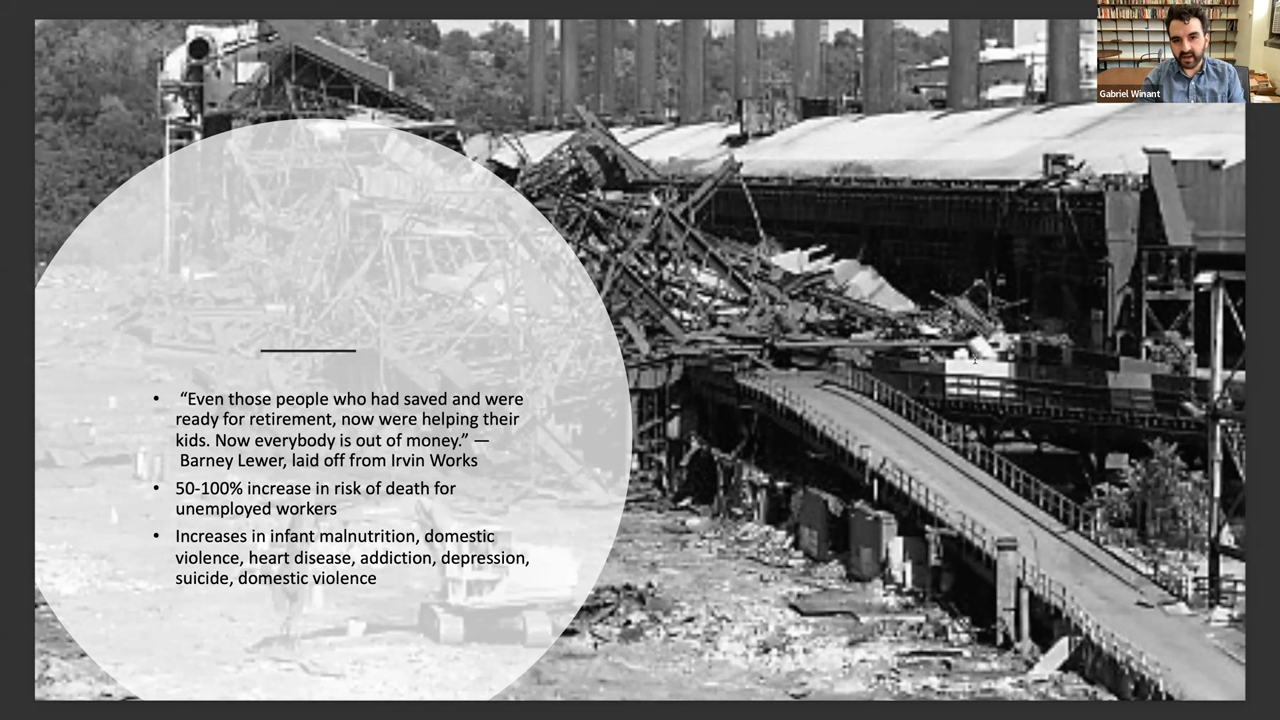 Gabriel Winant
• “Even those people who had saved and were
ready for retirement, now were helping their
kids. Now everybody is out of money.” —
Barney Lewer, laid off from Irvin Works
• 50-100% increase in risk of death for
unemployed workers
• Increases in infant malnutrition, domestic
violence, heart disease, addiction, depression,
suicide, domestic violence